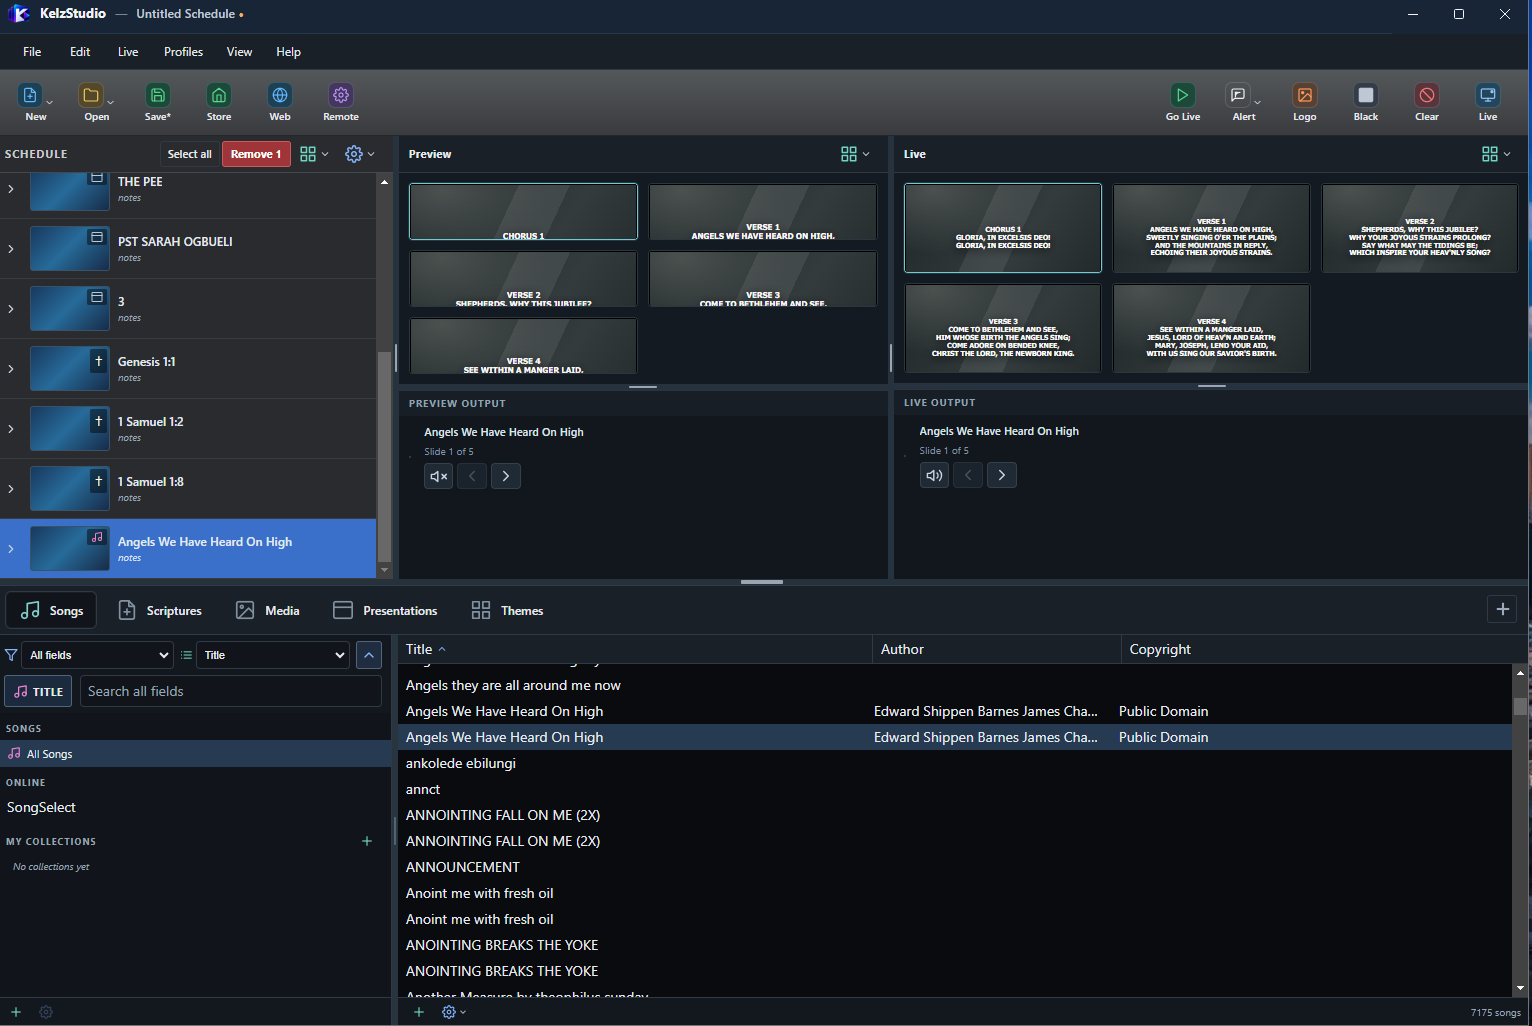 KelzStudio — Untitled Schedule •
File Edit Live Profiles View Help
New Open Save* Store Web Remote Go Live Alert Logo Black Clear Live
SCHEDULE Select all Remove 1
THE PEE
notes
PST SARAH OGBUELI
notes
3
notes
Genesis 1:1
notes
1 Samuel 1:2
notes
1 Samuel 1:8
notes
Angels We Have Heard On High
notes
Preview
CHORUS 1
VERSE 1
ANGELS WE HAVE HEARD ON HIGH,
VERSE 2
SHEPHERDS, WHY THIS JUBILEE?
VERSE 3
COME TO BETHLEHEM AND SEE,
VERSE 4
SEE WITHIN A MANGER LAID,
PREVIEW OUTPUT
Angels We Have Heard On High
Slide 1 of 5
Live
CHORUS 1
GLORIA, IN EXCELSIS DEO!
GLORIA, IN EXCELSIS DEO!
VERSE 1
ANGELS WE HAVE HEARD ON HIGH,
SWEETLY SINGING O'ER THE PLAINS;
AND THE MOUNTAINS IN REPLY,
ECHOING THEIR JOYOUS STRAINS.
VERSE 2
SHEPHERDS, WHY THIS JUBILEE?
WHY YOUR JOYOUS STRAINS PROLONG?
SAY WHAT MAY THE TIDINGS BE;
WHICH INSPIRE YOUR HEAV'NLY SONG?
VERSE 3
COME TO BETHLEHEM AND SEE,
HIM WHOSE BIRTH THE ANGELS SING;
COME ADORE ON BENDED KNEE,
CHRIST THE LORD, THE NEWBORN KING.
VERSE 4
SEE WITHIN A MANGER LAID,
JESUS, LORD OF HEAV'N AND EARTH;
MARY, JOSEPH, LEND YOUR AID,
WITH US SING OUR SAVIOR'S BIRTH.
LIVE OUTPUT
Angels We Have Heard On High
Slide 1 of 5
Songs Scriptures Media Presentations Themes
All fields Title
TITLE Search all fields
SONGS
All Songs
ONLINE
SongSelect
MY COLLECTIONS
No collections yet
Title Author Copyright
Angels they are all around me now
Angels We Have Heard On High Edward Shippen Barnes James Cha... Public Domain
Angels We Have Heard On High Edward Shippen Barnes James Cha... Public Domain
ankolede ebilungi
annct
ANNOINTING FALL ON ME (2X)
ANNOINTING FALL ON ME (2X)
ANNOUNCEMENT
Anoint me with fresh oil
Anoint me with fresh oil
ANOINTING BREAKS THE YOKE
ANOINTING BREAKS THE YOKE
Another Measure by theophilus sunday
7175 songs